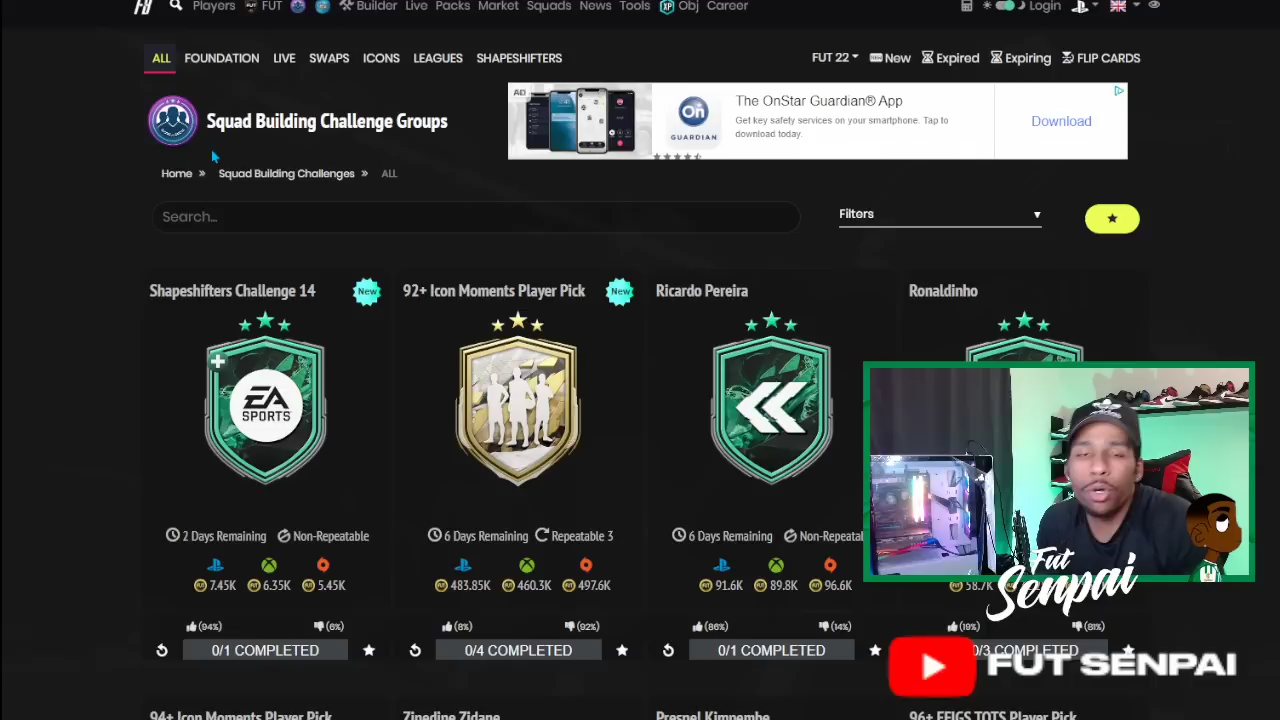 Players FUT Builder Live Packs Market Squads News Tools XP Obj Career Login
ALL FOUNDATION LIVE SWAPS ICONS LEAGUES SHAPESHIFTERS FUT 22 New Expired Expiring FLIP CARDS
Squad Building Challenge Groups
AD
On
GUARDIAN
The OnStar Guardian® App
Get key safety services on your smartphone. Tap to
download today.
Download
Home » Squad Building Challenges » ALL
Search...
Filters
Shapeshifters Challenge 14 New
EA
SPORTS
2 Days Remaining Non-Repeatable
7.45K 6.35K 5.45K
(94%) (6%)
0/1 COMPLETED
92+ Icon Moments Player Pick New
6 Days Remaining Repeatable 3
483.85K 460.3K 497.6K
(8%) (92%)
0/4 COMPLETED
Ricardo Pereira
6 Days Remaining Non-Repeata
91.6K 89.8K 96.6K
(86%) (14%)
0/1 COMPLETED
Ronaldinho
58.7K
(19%) (81%)
0/3 COMPLETED
Fut
Senpai
FUT SENPAI
94+ Icon Moments Player Pick
Zinedine Zidane
Presnel Kimpembe
96+ EFIGS TOTS Player Pick